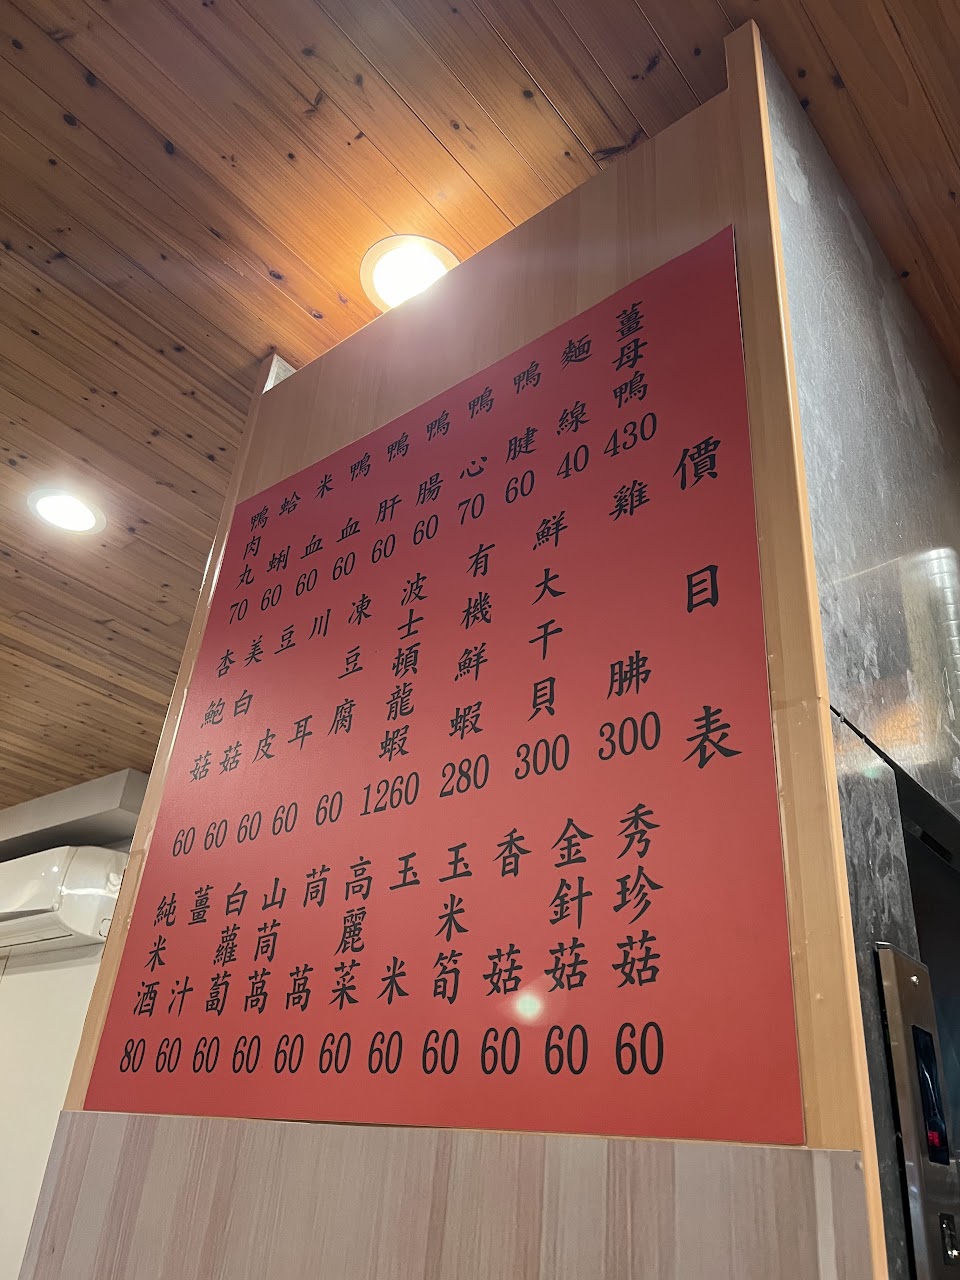 價目表
薑母鴨 430
麵線 40
鴨腱 60
鴨心 70
鴨腸 60
鴨肝 60
鴨血 60
米血 60
蛤蜊 60
鴨肉丸 70
雞胇 300
鮮大干貝 300
有機鮮蝦 280
波士頓龍蝦 1260
凍豆腐 60
川耳 60
豆皮 60
美白菇 60
杏鮑菇 60
秀珍菇 60
金針菇 60
香菇 60
玉米筍 60
玉米 60
高麗菜 60
茼萵 60
山茼萵 60
白蘿蔔 60
薑汁 60
純米酒 80